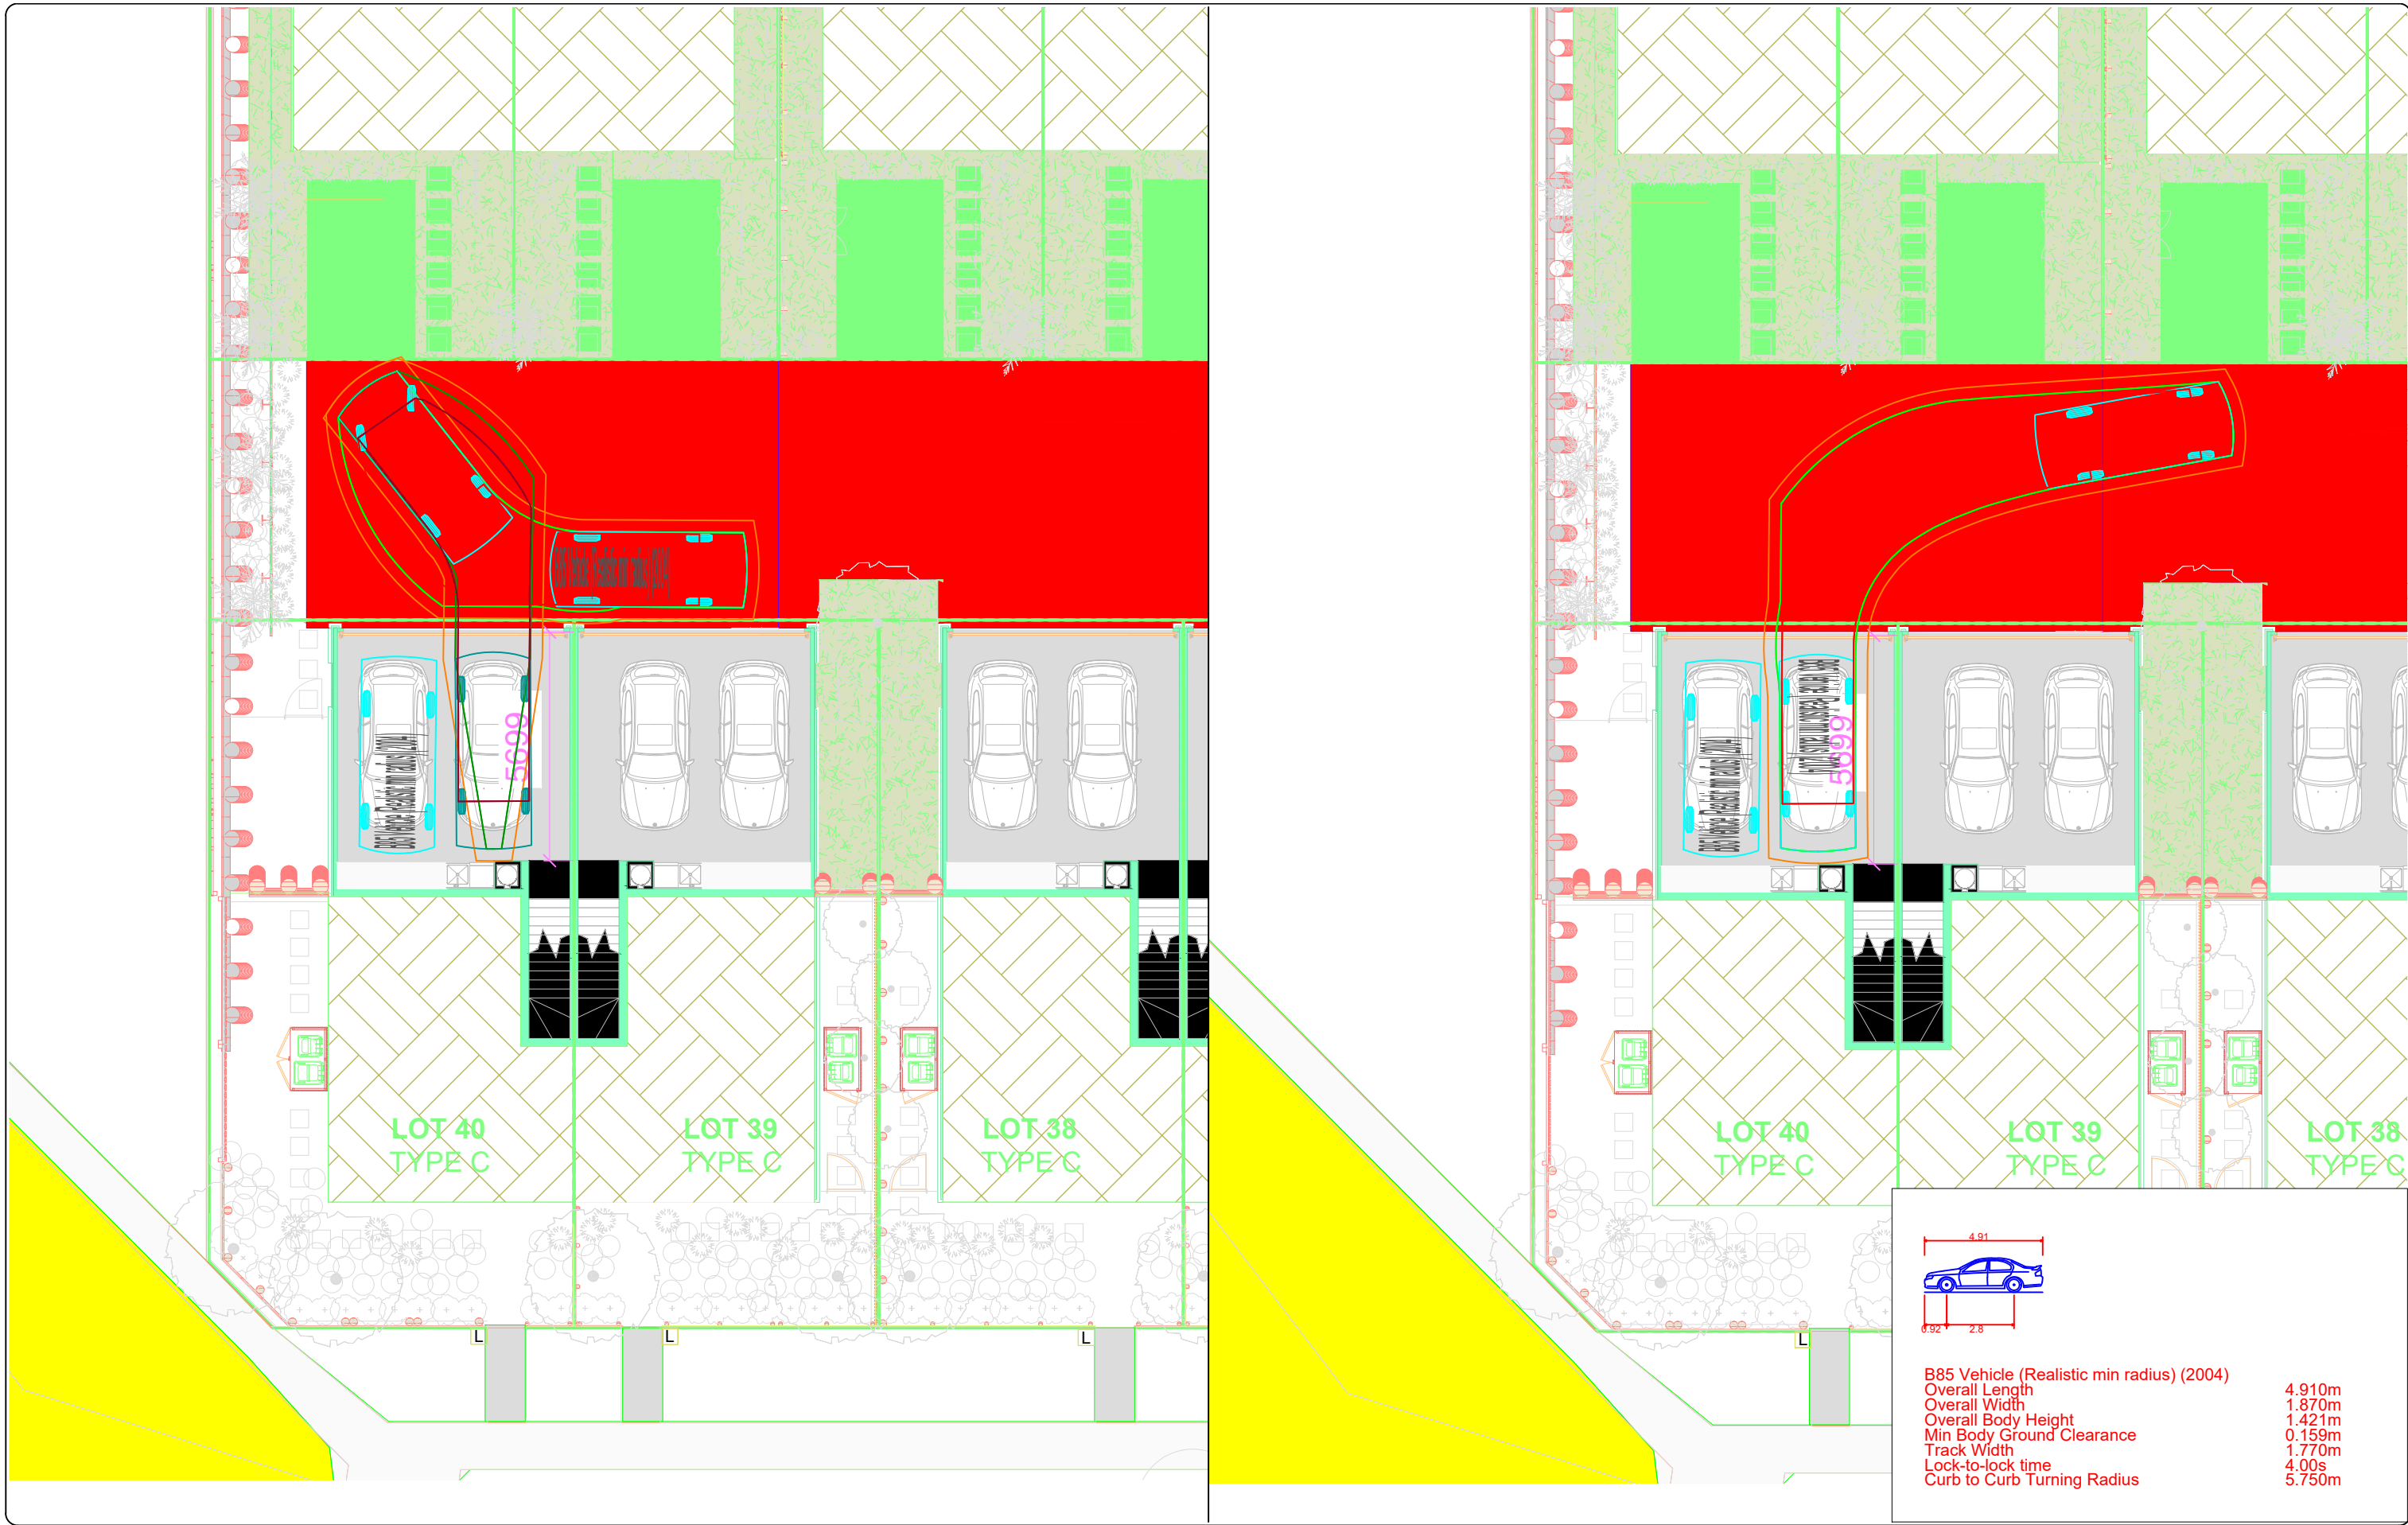 5699
LOT 40
TYPE C
LOT 39
TYPE C
LOT 38
TYPE C
L
L
L
5699
LOT 40
TYPE C
LOT 39
TYPE C
LOT 38
TYPE C
L
4.91
0.92
2.8
B85 Vehicle (Realistic min radius) (2004)
Overall Length 4.910m
Overall Width 1.870m
Overall Body Height 1.421m
Min Body Ground Clearance 0.159m
Track Width 1.770m
Lock-to-lock time 4.00s
Curb to Curb Turning Radius 5.750m